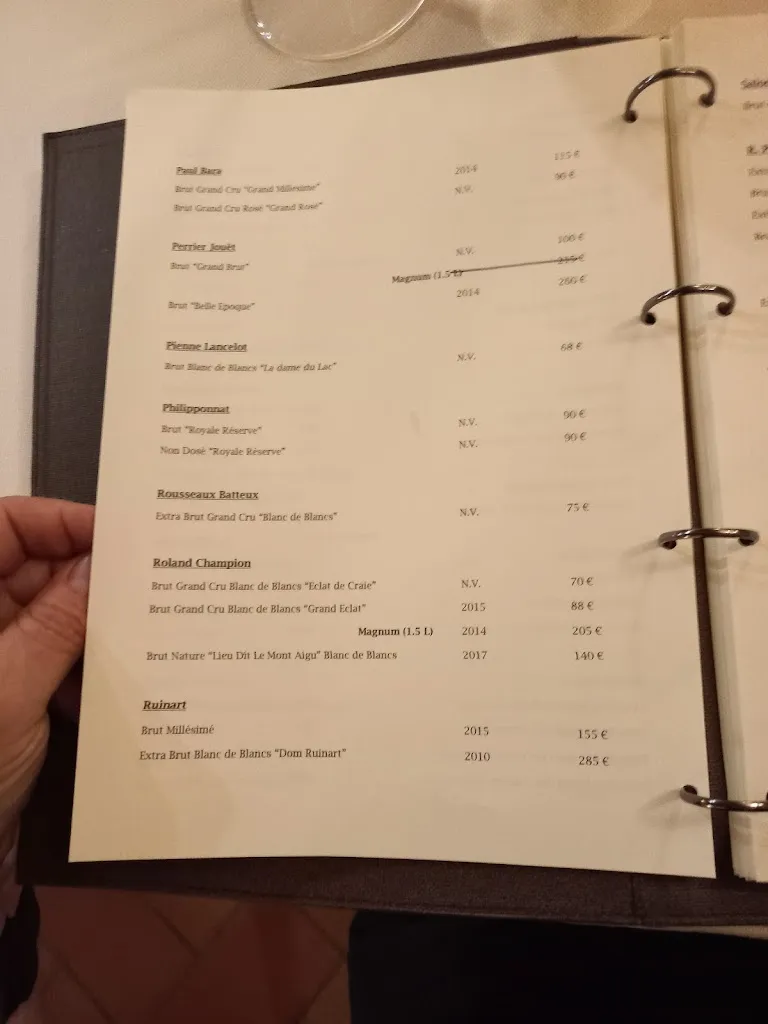 Paul Bara
Brut Grand Cru "Grand Millesime" 2014 115 €
Brut Grand Cru Rosé "Grand Rosé" N.V. 90 €
Perrier Jouët
Brut "Grand Brut" N.V. 100 €
Magnum (1.5 L) 215 €
Brut "Belle Epoque" 2014 260 €
Pienne Lancelot
Brut Blanc de Blancs "La dame du Lac" N.V. 68 €
Philipponnat
Brut "Royale Réserve" N.V. 90 €
Non Dosè "Royale Réserve" N.V. 90 €
Rousseaux Batteux
Extra Brut Grand Cru "Blanc de Blancs" N.V. 75 €
Roland Champion
Brut Grand Cru Blanc de Blancs "Eclat de Craie" N.V. 70 €
Brut Grand Cru Blanc de Blancs "Grand Eclat" 2015 88 €
Magnum (1.5 L) 2014 205 €
Brut Nature "Lieu Dit Le Mont Aigu" Blanc de Blancs 2017 140 €
Ruinart
Brut Millésimé 2015 155 €
Extra Brut Blanc de Blancs "Dom Ruinart" 2010 285 €